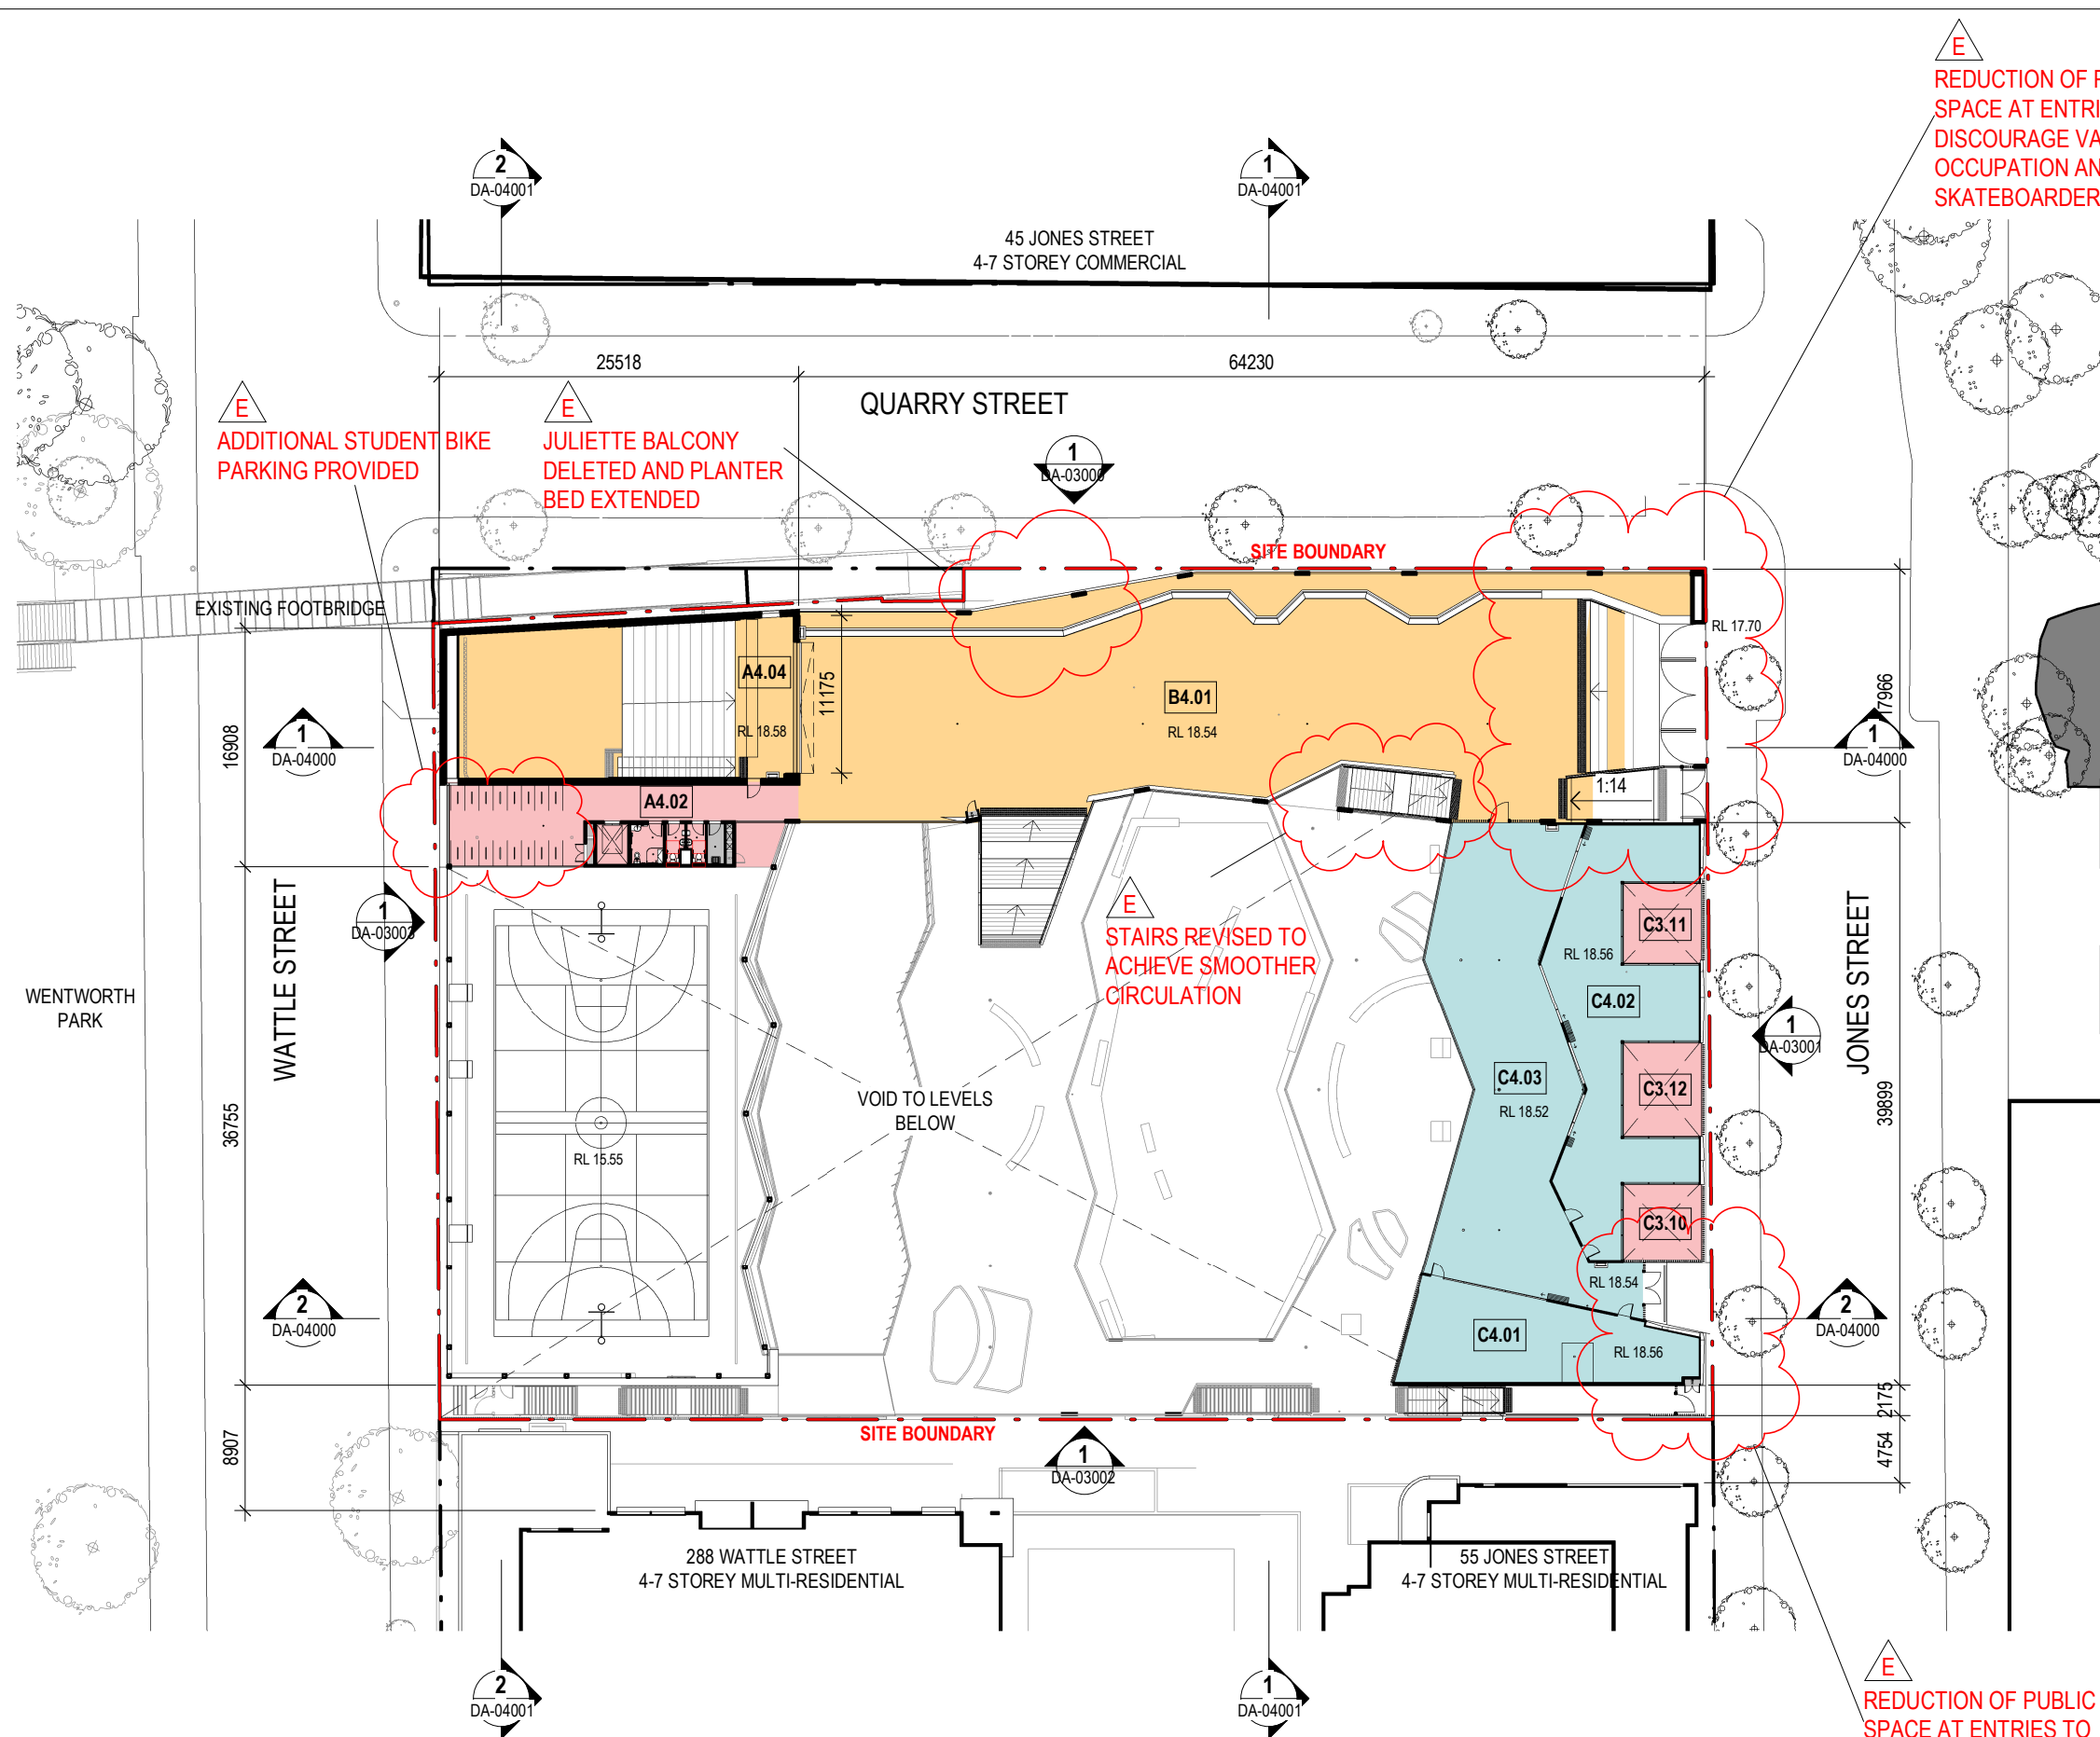 E
REDUCTION OF
SPACE AT
DISCOURAGE
OCCUPATION
2
DA-04001
1
DA-04001
45 JONES STREET
4-7 STOREY COMMERCIAL
25518
64230
QUARRY STREET
E
ADDITIONAL STUDENT BIKE
PARKING PROVIDED
E
JULIETTE BALCONY
DELETED AND PLANTER
BED EXTENDED
1
DA-03000
SITE BOUNDARY
EXISTING FOOTBRIDGE
RL 17.70
A4.04
11175
B4.01
RL 18.58
RL 18.54
16908
17966
1
DA-04000
1
DA-04000
1:14
A4.02
WATTLE STREET
1
DA-03003
E
STAIRS REVISED TO
ACHIEVE SMOOTHER
CIRCULATION
C3.11
RL 18.56
C4.02
JONES STREET
WENTWORTH
PARK
1
DA-03001
C4.03
RL 18.52
C3.12
VOID TO LEVELS
BELOW
36755
39899
RL 15.55
C3.10
RL 18.54
2
DA-04000
2
DA-04000
C4.01
RL 18.56
2175
SITE BOUNDARY
8907
4754
1
DA-03002
288 WATTLE STREET
4-7 STOREY MULTI-RESIDENTIAL
55 JONES STREET
4-7 STOREY MULTI-RESIDENTIAL
2
DA-04001
1
DA-04001
E
REDUCTION OF PUBLIC
SPACE AT ENTRIES TO